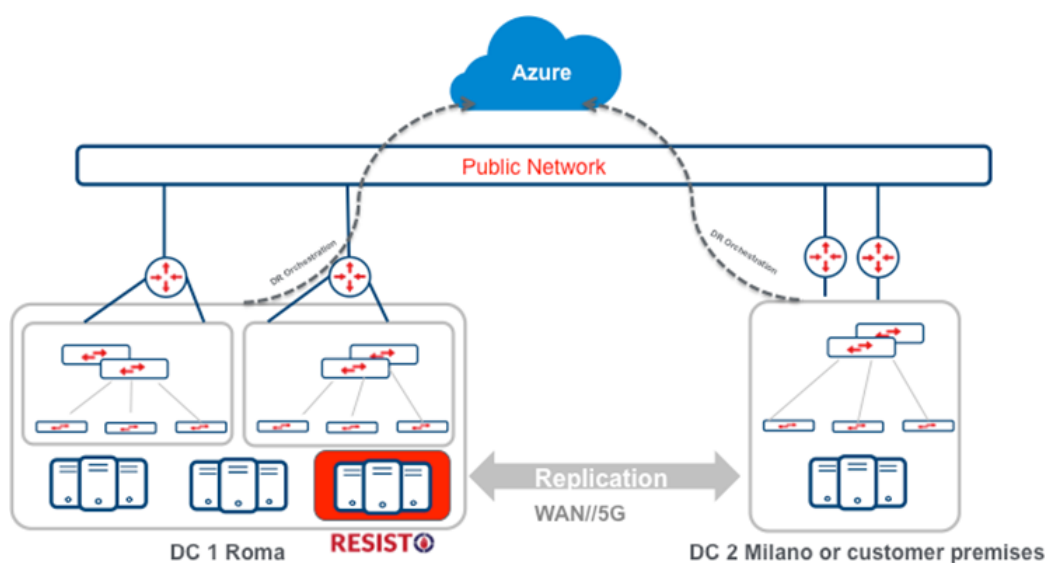 Azure
Public Network
DR Orchestration
DR Orchestration
Replication
WAN//5G
DC 1 Roma
RESISTO
DC 2 Milano or customer premises